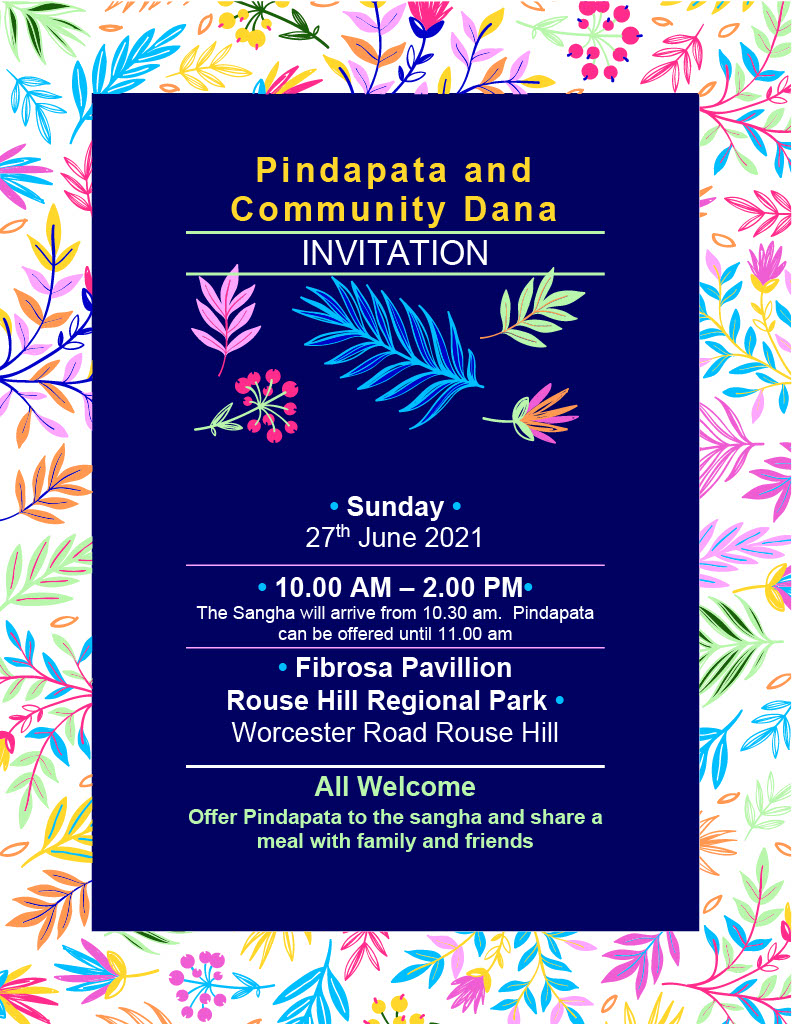 Pindapata and
Community Dana
INVITATION
• Sunday •
27th June 2021
• 10.00 AM – 2.00 PM•
The Sangha will arrive from 10.30 am.  Pindapata
can be offered until 11.00 am
• Fibrosa Pavillion
Rouse Hill Regional Park •
Worcester Road Rouse Hill
All Welcome
Offer Pindapata to the sangha and share a
meal with family and friends